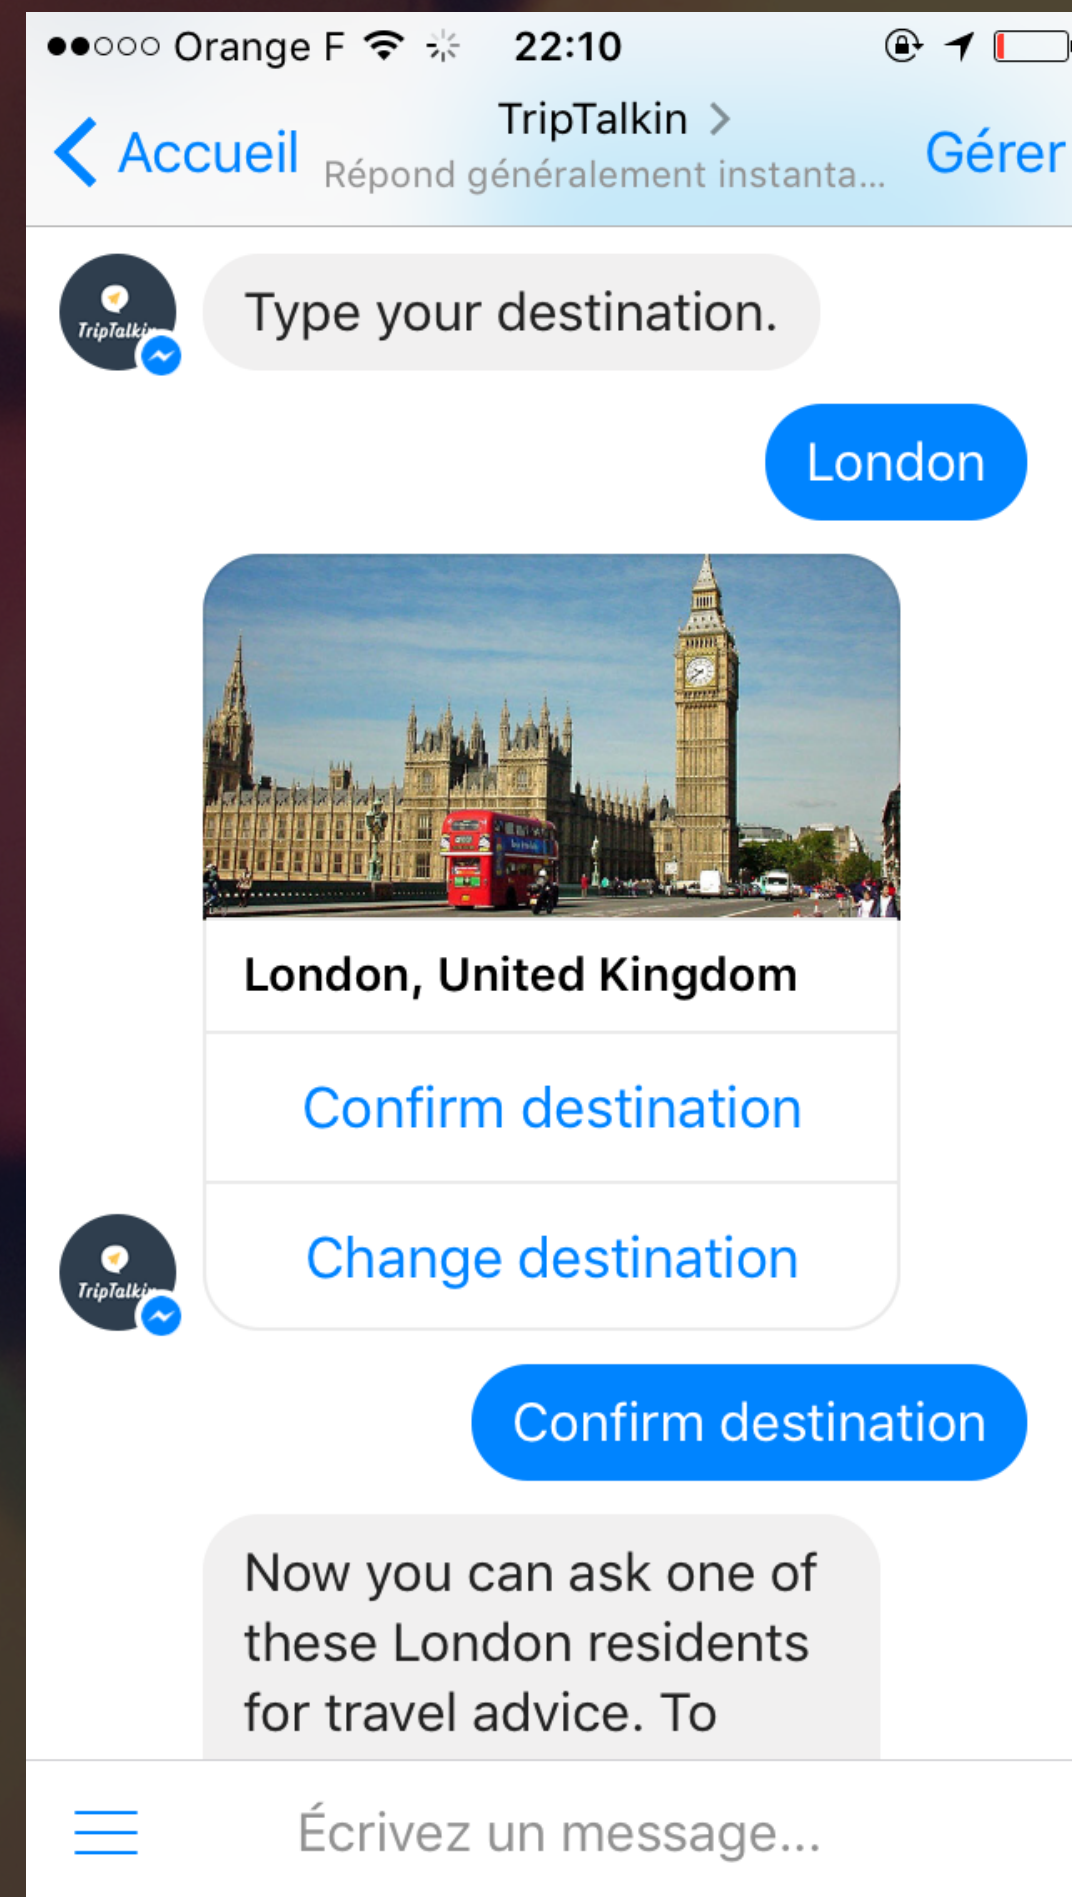 Orange F 22:10
Accueil TripTalkin Gérer
Répond généralement instanta...
Type your destination.
TripTalkin
London
London, United Kingdom
Confirm destination
Change destination
TripTalkin
Confirm destination
Now you can ask one of
these London residents
for travel advice. To
Écrivez un message...